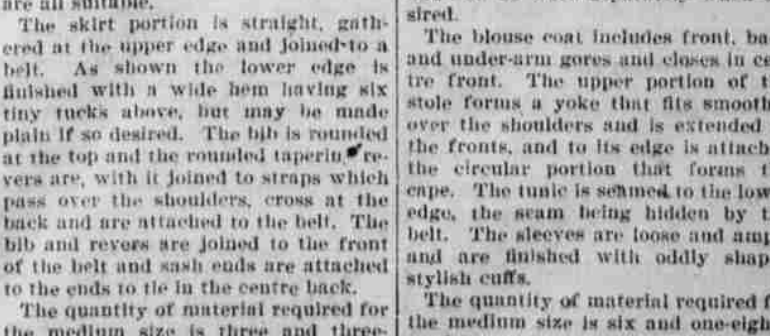 are all suitable.
The skirt portion is straight, gath-
ered at the upper edge and joined to a
belt. As shown the lower edge is
finished with a wide hem having six
tiny tucks above, but may be made
plain if so desired. The bib is rounded
at the top and the rounded taperin re-
vers are, with it joined to straps which
pass over the shoulders, cross at the
back and are attached to the belt. The
bib and revers are joined to the front
of the belt and sash ends are attached
to the ends to tie in the centre back.
The quantity of material required for
the medium size is three and three-
sired.
The blouse coat includes front, ba
and under-arm gores and closes in ce
tre front. The upper portion of t
stole forms a yoke that fits smooth
over the shoulders and is extended
the fronts, and to its edge is attach
the circular portion that forms t
cape. The tunic is seamed to the low
edge, the seam being hidden by t
belt. The sleeves are loose and amp
and are finished with oddly shap
stylish cuffs.
The quantity of material required f
the medium size is six and one-eigh